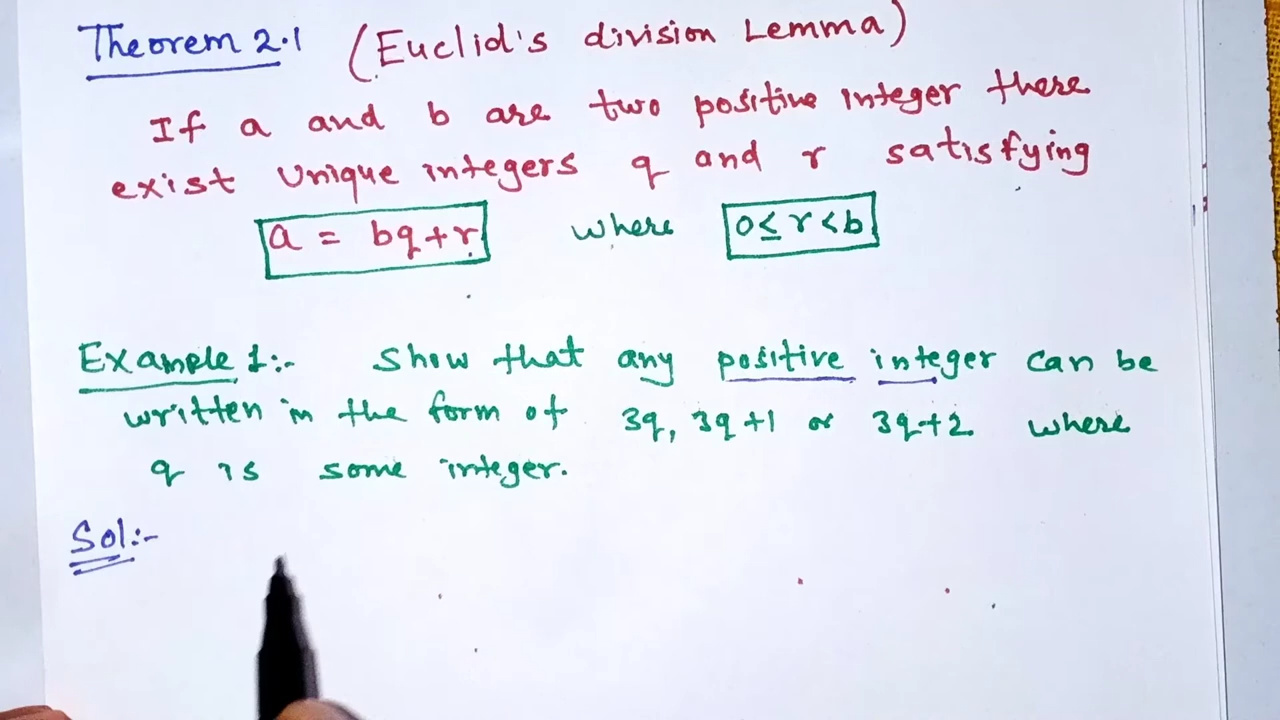 Theorem 2.1 (Euclid's division Lemma)
If a and b are two positive integer there
exist unique integers q and r satisfying
a = bq+r where 0≤r<b
Example 1:- Show that any positive integer can be
written in the form of 3q, 3q+1 or 3q+2 where
q is some integer.
Sol:-